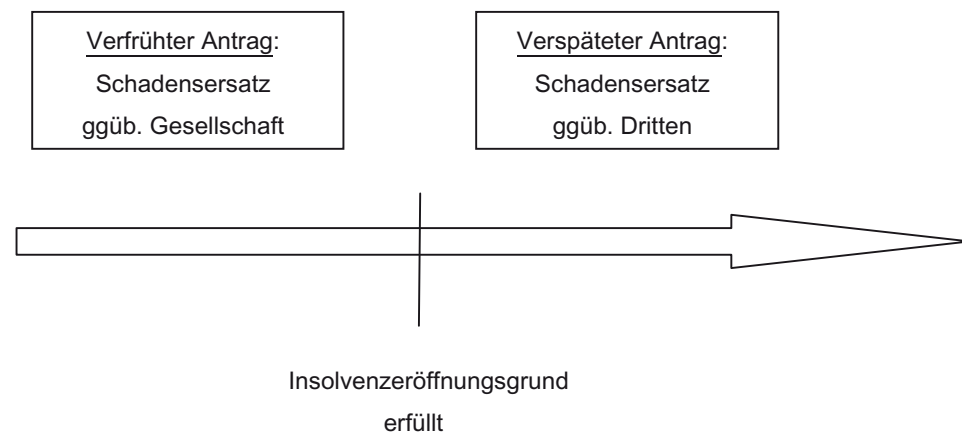 Verfrühter Antrag:
Schadensersatz
ggüb. Gesellschaft
Verspäteter Antrag:
Schadensersatz
ggüb. Dritten
Insolvenzeröffnungsgrund
erfüllt